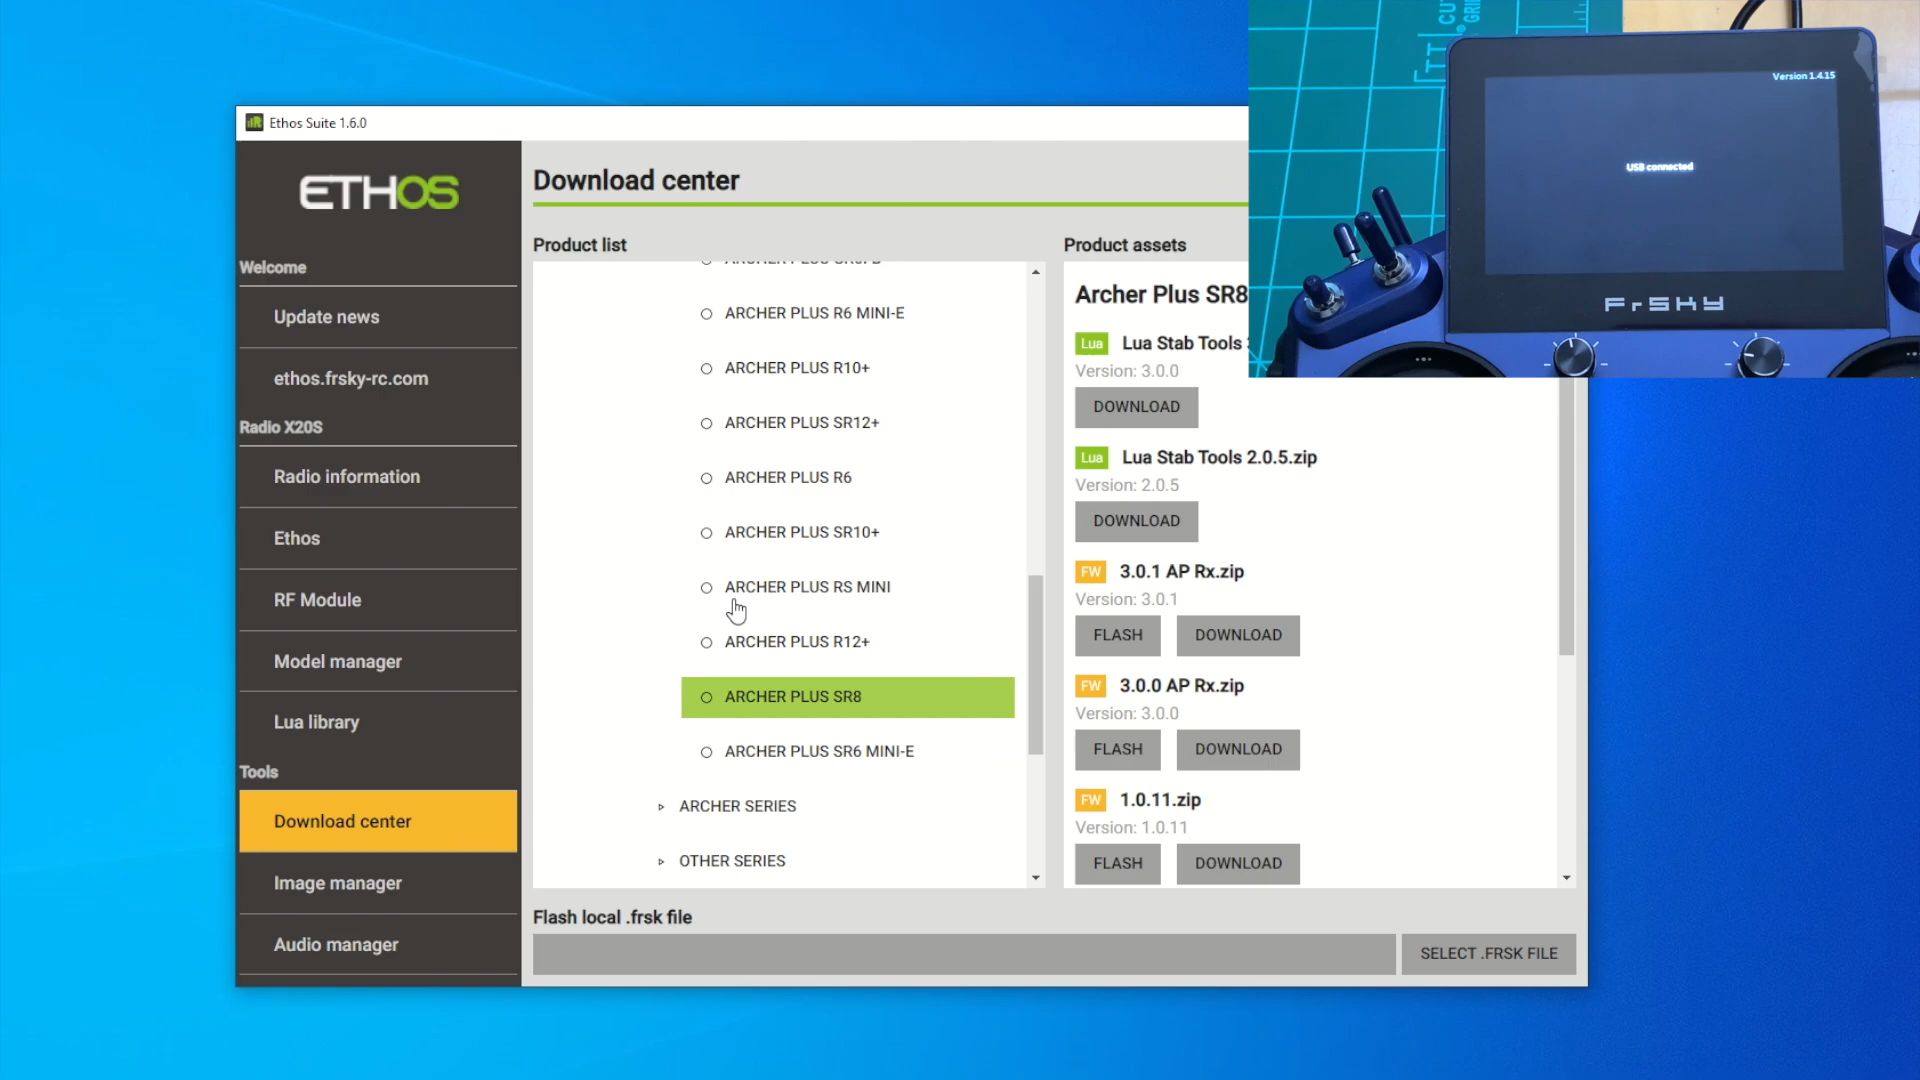 Ethos Suite 1.6.0
ETHOS
Welcome
Update news
ethos.frsky-rc.com
Radio X20S
Radio information
Ethos
RF Module
Model manager
Lua library
Tools
Download center
Image manager
Audio manager
Download center
Product list
ARCHER PLUS R6 MINI-E
ARCHER PLUS R10+
ARCHER PLUS SR12+
ARCHER PLUS R6
ARCHER PLUS SR10+
ARCHER PLUS RS MINI
ARCHER PLUS R12+
ARCHER PLUS SR8
ARCHER PLUS SR6 MINI-E
ARCHER SERIES
OTHER SERIES
Product assets
Archer Plus SR8
Lua Lua Stab Tools
Version: 3.0.0
DOWNLOAD
Lua Lua Stab Tools 2.0.5.zip
Version: 2.0.5
DOWNLOAD
FW 3.0.1 AP Rx.zip
Version: 3.0.1
FLASH DOWNLOAD
FW 3.0.0 AP Rx.zip
Version: 3.0.0
FLASH DOWNLOAD
FW 1.0.11.zip
Version: 1.0.11
FLASH DOWNLOAD
Flash local .frsk file
SELECT .FRSK FILE
Version 1.4.15
USB connected
FrSKY